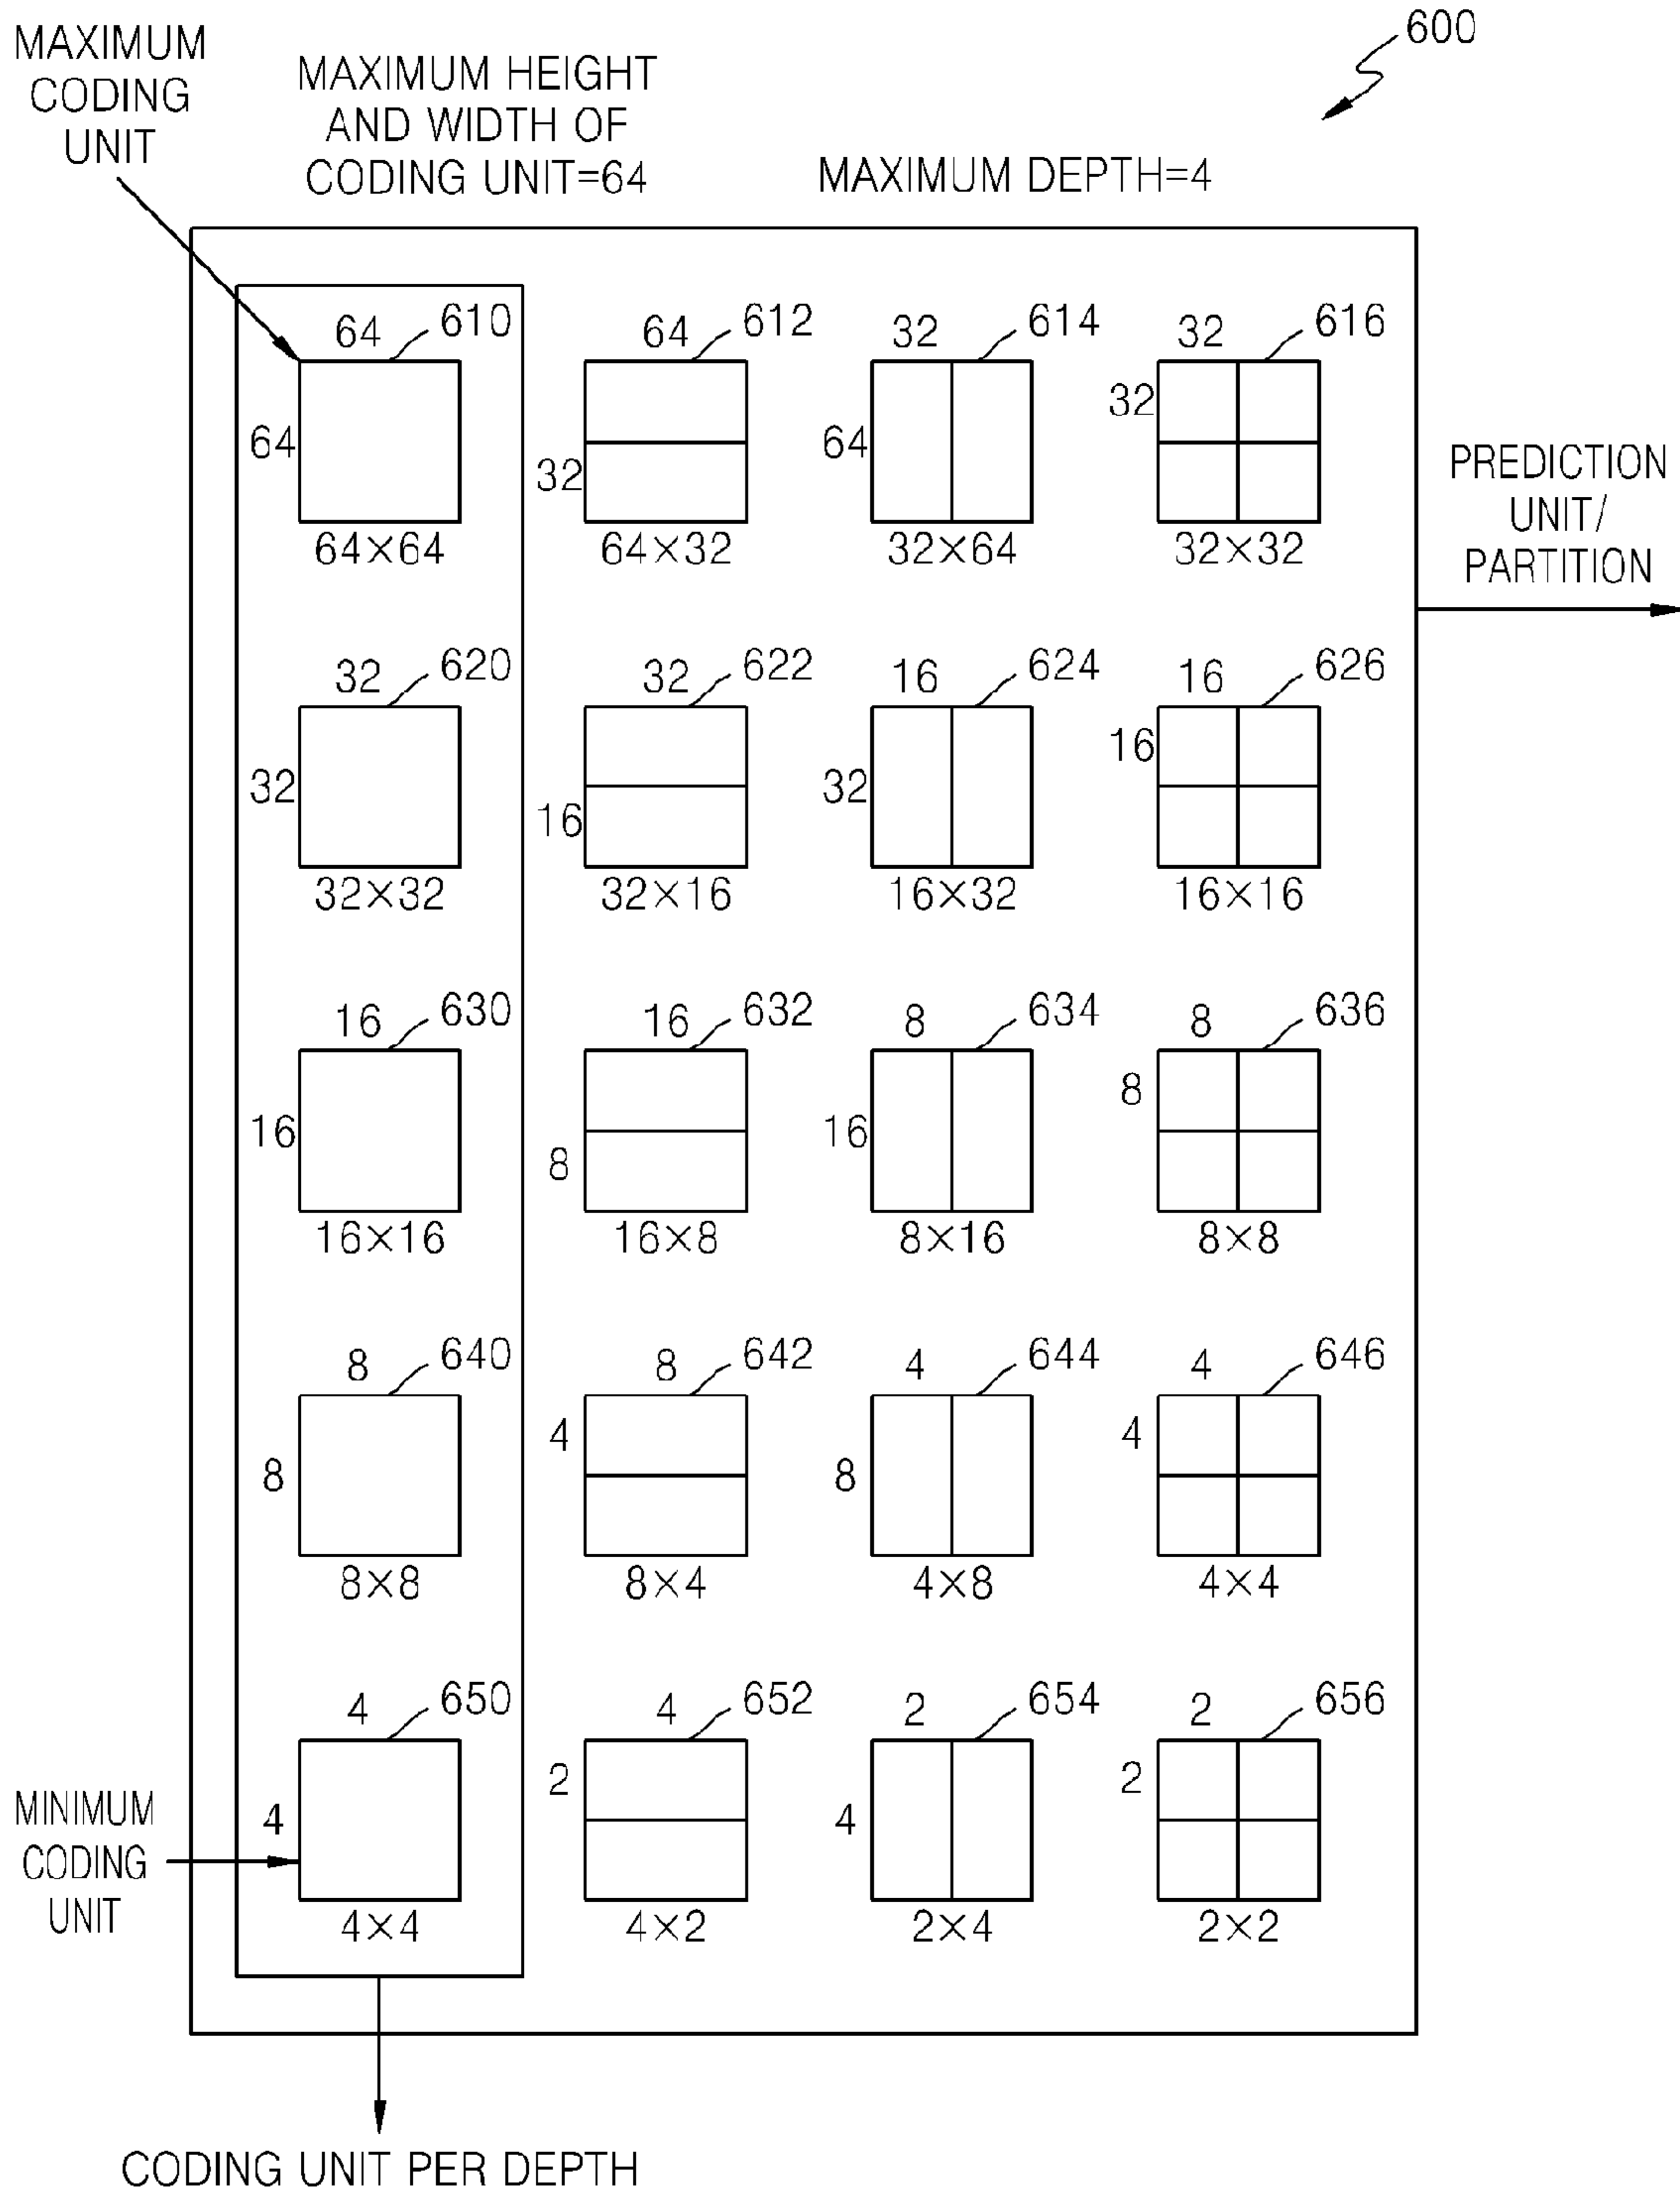 600
MAXIMUM
CODING
UNIT
MAXIMUM HEIGHT
AND WIDTH OF
CODING UNIT=64
MAXIMUM DEPTH=4
64 610 64 612 32 614 32 616
64 32 64 32
64×64 64×32 32×64 32×32
PREDICTION
UNIT/
PARTITION
32 620 32 622 16 624 16 626
32 16 32 16
32×32 32×16 16×32 16×16
16 630 16 632 8 634 8 636
16 8 16 8
16×16 16×8 8×16 8×8
8 640 8 642 4 644 4 646
8 4 8 4
8×8 8×4 4×8 4×4
4 650 4 652 2 654 2 656
4 2 4 2
4×4 4×2 2×4 2×2
MINIMUM
CODING
UNIT
CODING UNIT PER DEPTH